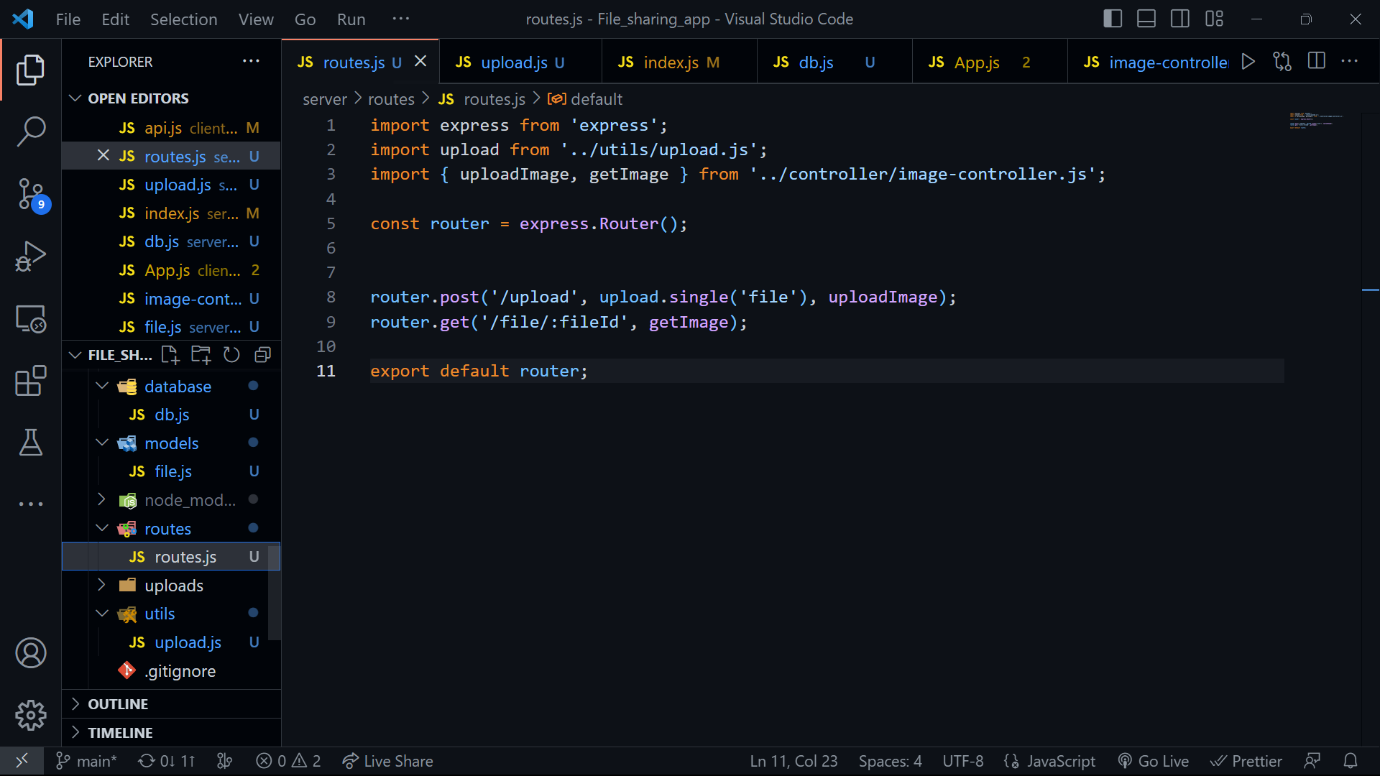 File Edit Selection View Go Run ··· routes.js - File_sharing_app - Visual Studio Code
EXPLORER ···
OPEN EDITORS
JS api.js client... M
JS routes.js se... U
JS upload.js s... U
JS index.js ser... M
JS db.js server... U
JS App.js clien... 2
JS image-cont... U
JS file.js server... U
FILE_SH...
database
JS db.js U
models
JS file.js U
node_mod...
routes
JS routes.js U
uploads
utils
JS upload.js U
.gitignore
OUTLINE
TIMELINE
9
JS routes.js U JS upload.js U JS index.js M JS db.js U JS App.js 2 JS image-controlle ···
server > routes > JS routes.js > default
1 import express from 'express';
2 import upload from '../utils/upload.js';
3 import { uploadImage, getImage } from '../controller/image-controller.js';
4
5 const router = express.Router();
6
7
8 router.post('/upload', upload.single('file'), uploadImage);
9 router.get('/file/:fileId', getImage);
10
11 export default router;
main* 0↓ 1↑ 0 2 Live Share Ln 11, Col 23 Spaces: 4 UTF-8 {} JavaScript Go Live Prettier